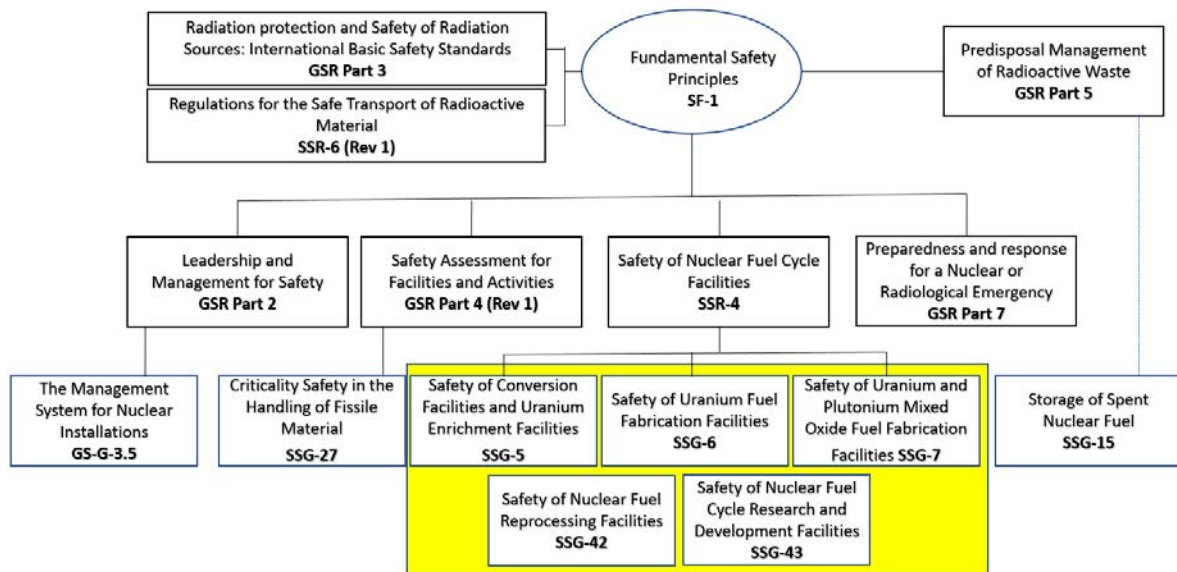 Radiation protection and Safety of Radiation
Sources: International Basic Safety Standards
GSR Part 3
Regulations for the Safe Transport of Radioactive
Material
SSR-6 (Rev 1)
Fundamental Safety
Principles
SF-1
Predisposal Management
of Radioactive Waste
GSR Part 5
Leadership and
Management for Safety
GSR Part 2
Safety Assessment for
Facilities and Activities
GSR Part 4 (Rev 1)
Safety of Nuclear Fuel Cycle
Facilities
SSR-4
Preparedness and response
for a Nuclear or
Radiological Emergency
GSR Part 7
The Management
System for Nuclear
Installations
GS-G-3.5
Criticality Safety in the
Handling of Fissile
Material
SSG-27
Safety of Conversion
Facilities and Uranium
Enrichment Facilities
SSG-5
Safety of Uranium Fuel
Fabrication Facilities
SSG-6
Safety of Uranium and
Plutonium Mixed
Oxide Fuel Fabrication
Facilities SSG-7
Storage of Spent
Nuclear Fuel
SSG-15
Safety of Nuclear Fuel
Reprocessing Facilities
SSG-42
Safety of Nuclear Fuel
Cycle Research and
Development Facilities
SSG-43